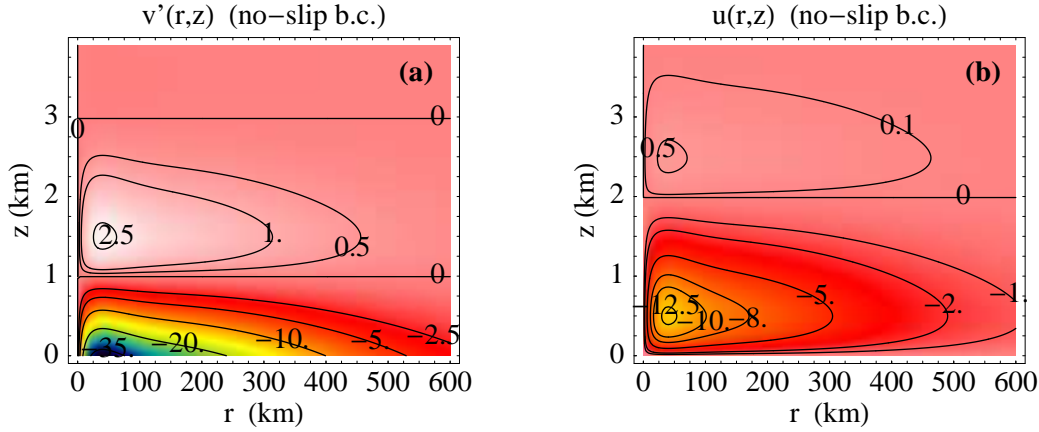 v’(r,z) (no−slip b.c.)
(a)
3
2
1
0
z (km)
0
0
2.5
1.
0.5
0
−35.
−20.
−10.
−5.
−2.5
0 100 200 300 400 500 600
r (km)
u(r,z) (no−slip b.c.)
(b)
3
2
1
0
z (km)
0.1
0.5
0
−12.5
−10.
−8.
−5.
−2.
−1.
0 100 200 300 400 500 600
r (km)